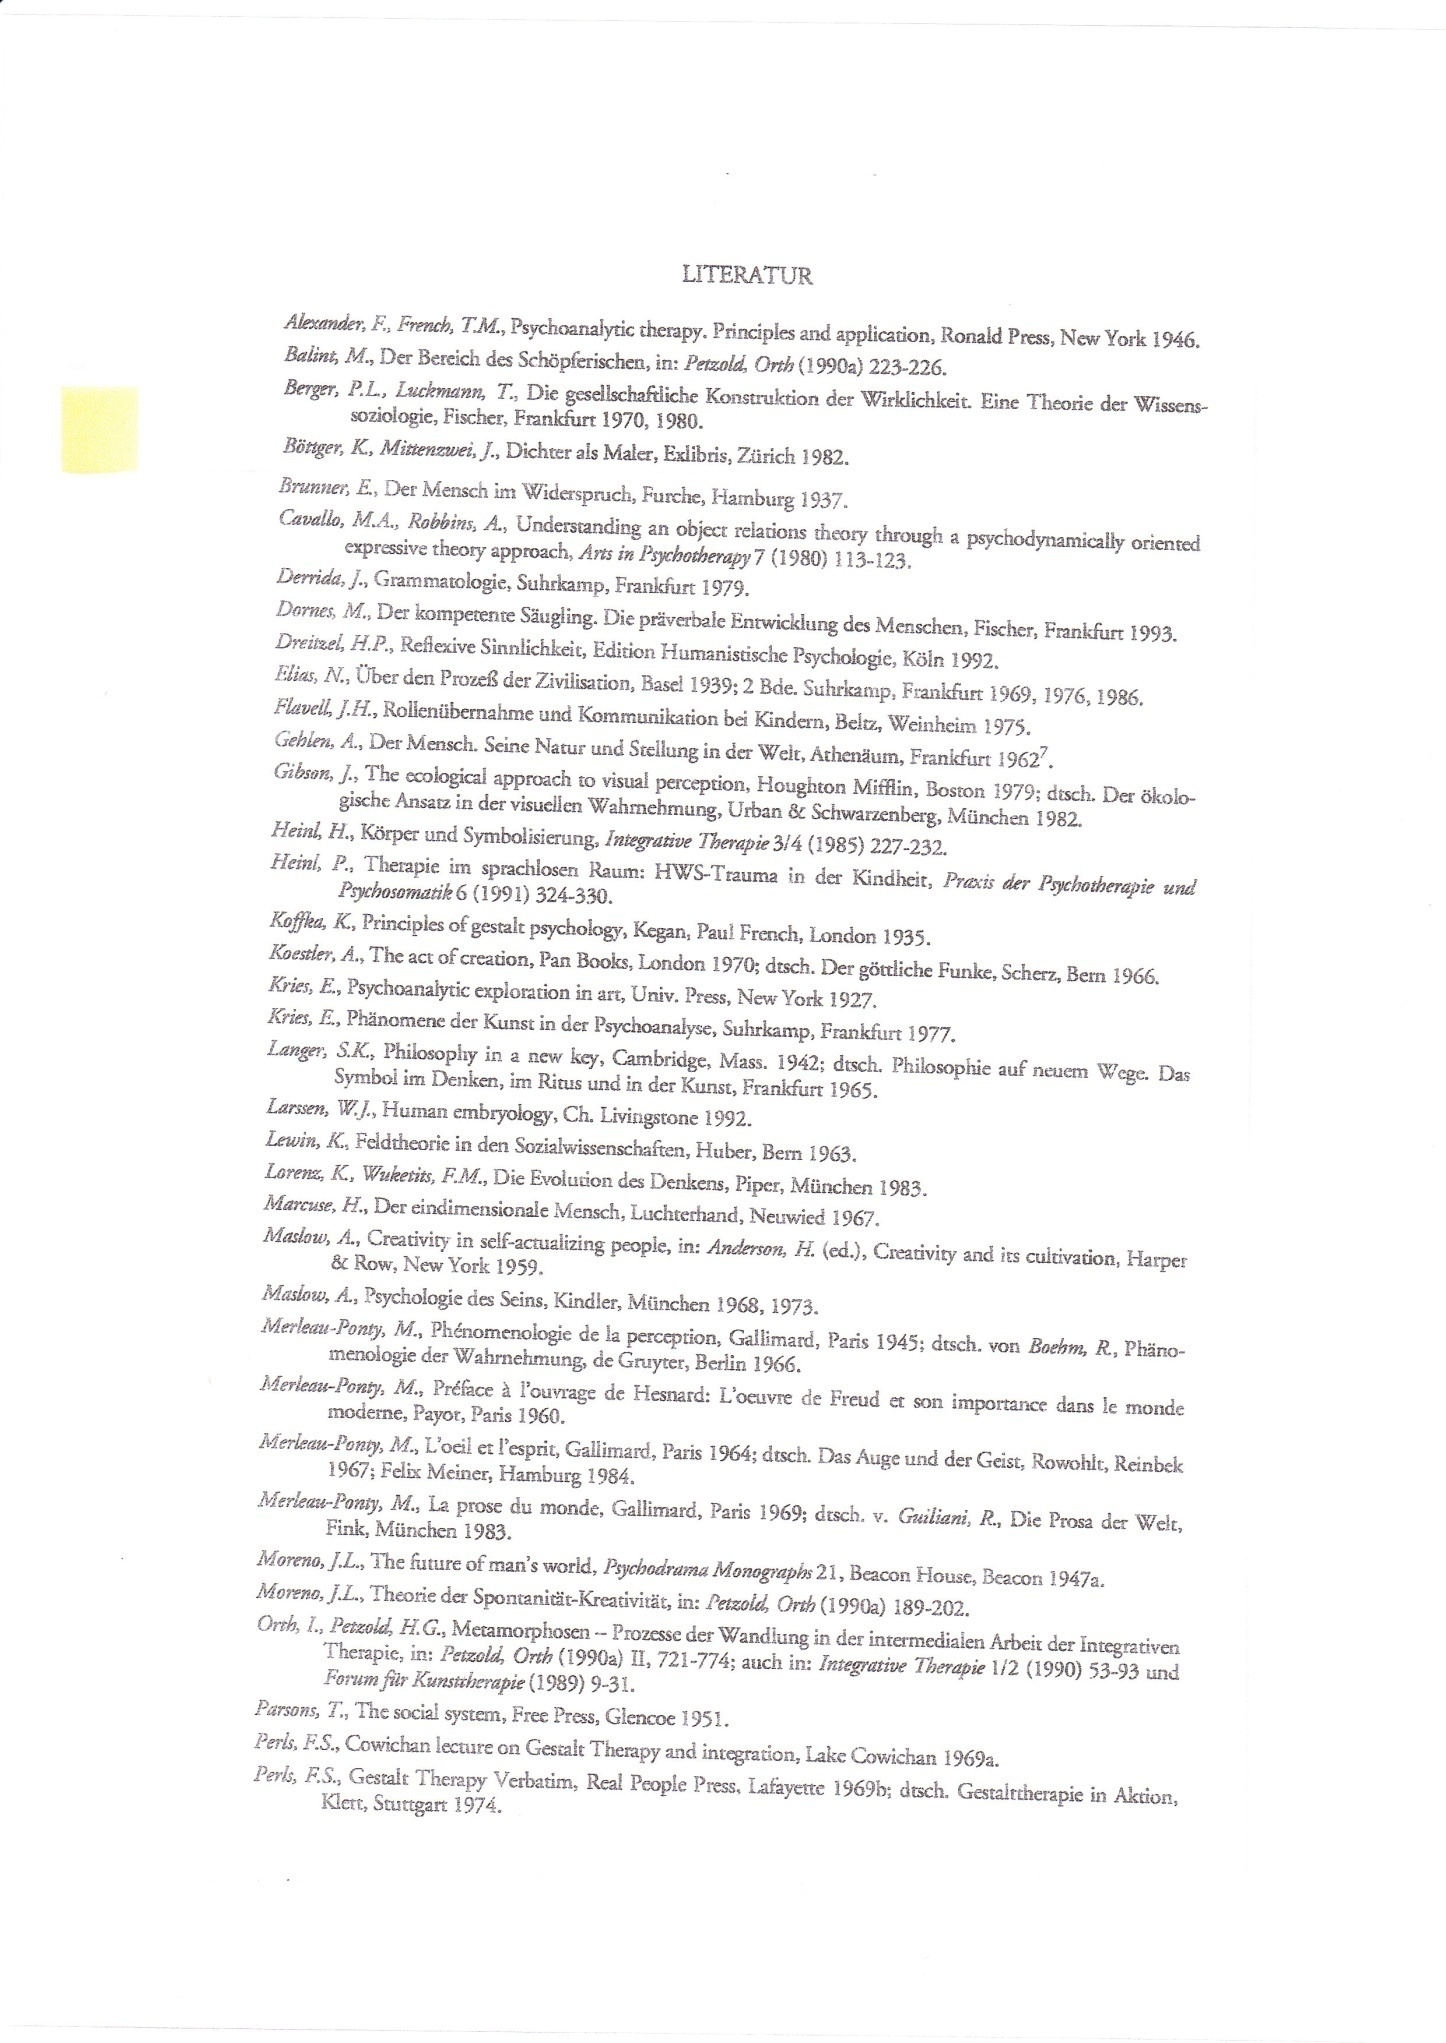 LITERATUR
Alexander, F., French, T.M., Psychoanalytic therapy. Principles and application, Ronald Press, New York 1946.
Balint, M., Der Bereich des Schöpferischen, in: Petzold, Orth (1990a) 223-226.
Berger, P.L., Luckmann, T., Die gesellschaftliche Konstruktion der Wirklichkeit. Eine Theorie der Wissens-
soziologie, Fischer, Frankfurt 1970, 1980.
Böttger, K., Mittenzwei, J., Dichter als Maler, Exlibris, Zürich 1982.
Brunner, E., Der Mensch im Widerspruch, Furche, Hamburg 1937.
Cavallo, M.A., Robbins, A., Understanding an object relations theory through a psychodynamically oriented
expressive theory approach, Arts in Psychotherapy 7 (1980) 113-123.
Derrida, J., Grammatologie, Suhrkamp, Frankfurt 1979.
Dornes, M., Der kompetente Säugling. Die präverbale Entwicklung des Menschen, Fischer, Frankfurt 1993.
Dreitzel, H.P., Reflexive Sinnlichkeit, Edition Humanistische Psychologie, Köln 1992.
Elias, N., Über den Prozeß der Zivilisation, Basel 1939; 2 Bde. Suhrkamp, Frankfurt 1969, 1976, 1986.
Flavell, J.H., Rollenübernahme und Kommunikation bei Kindern, Beltz, Weinheim 1975.
Gehlen, A., Der Mensch. Seine Natur und Stellung in der Welt, Athenäum, Frankfurt 1962⁷.
Gibson, J., The ecological approach to visual perception, Houghton Mifflin, Boston 1979; dtsch. Der ökolo-
gische Ansatz in der visuellen Wahrnehmung, Urban & Schwarzenberg, München 1982.
Heinl, H., Körper und Symbolisierung, Integrative Therapie 3/4 (1985) 227-232.
Heinl, P., Therapie im sprachlosen Raum: HWS-Trauma in der Kindheit, Praxis der Psychotherapie und
Psychosomatik 6 (1991) 324-330.
Koffka, K., Principles of gestalt psychology, Kegan, Paul French, London 1935.
Koestler, A., The act of creation, Pan Books, London 1970; dtsch. Der göttliche Funke, Scherz, Bern 1966.
Kries, E., Psychoanalytic exploration in art, Univ. Press, New York 1927.
Kries, E., Phänomene der Kunst in der Psychoanalyse, Suhrkamp, Frankfurt 1977.
Langer, S.K., Philosophy in a new key, Cambridge, Mass. 1942; dtsch. Philosophie auf neuem Wege. Das
Symbol im Denken, im Ritus und in der Kunst, Frankfurt 1965.
Larssen, W.J., Human embryology, Ch. Livingstone 1992.
Lewin, K., Feldtheorie in den Sozialwissenschaften, Huber, Bern 1963.
Lorenz, K., Wuketits, F.M., Die Evolution des Denkens, Piper, München 1983.
Marcuse, H., Der eindimensionale Mensch, Luchterhand, Neuwied 1967.
Maslow, A., Creativity in self-actualizing people, in: Anderson, H. (ed.), Creativity and its cultivation, Harper
& Row, New York 1959.
Maslow, A., Psychologie des Seins, Kindler, München 1968, 1973.
Merleau-Ponty, M., Phénomenologie de la perception, Gallimard, Paris 1945; dtsch. von Boehm, R., Phäno-
menologie der Wahrnehmung, de Gruyter, Berlin 1966.
Merleau-Ponty, M., Préface à l'ouvrage de Hesnard: L'oeuvre de Freud et son importance dans le monde
moderne, Payot, Paris 1960.
Merleau-Ponty, M., L'oeil et l'esprit, Gallimard, Paris 1964; dtsch. Das Auge und der Geist, Rowohlt, Reinbek
1967; Felix Meiner, Hamburg 1984.
Merleau-Ponty, M., La prose du monde, Gallimard, Paris 1969; dtsch. v. Guiliani, R., Die Prosa der Welt,
Fink, München 1983.
Moreno, J.L., The future of man's world, Psychodrama Monographs 21, Beacon House, Beacon 1947a.
Moreno, J.L., Theorie der Spontanität-Kreativität, in: Petzold, Orth (1990a) 189-202.
Orth, I., Petzold, H.G., Metamorphosen – Prozesse der Wandlung in der intermedialen Arbeit der Integrativen
Therapie, in: Petzold, Orth (1990a) II, 721-774; auch in: Integrative Therapie 1/2 (1990) 53-93 und
Forum für Kunsttherapie (1989) 9-31.
Parsons, T., The social system, Free Press, Glencoe 1951.
Perls, F.S., Cowichan lecture on Gestalt Therapy and integration, Lake Cowichan 1969a.
Perls, F.S., Gestalt Therapy Verbatim, Real People Press, Lafayette 1969b; dtsch. Gestalttherapie in Aktion,
Klett, Stuttgart 1974.